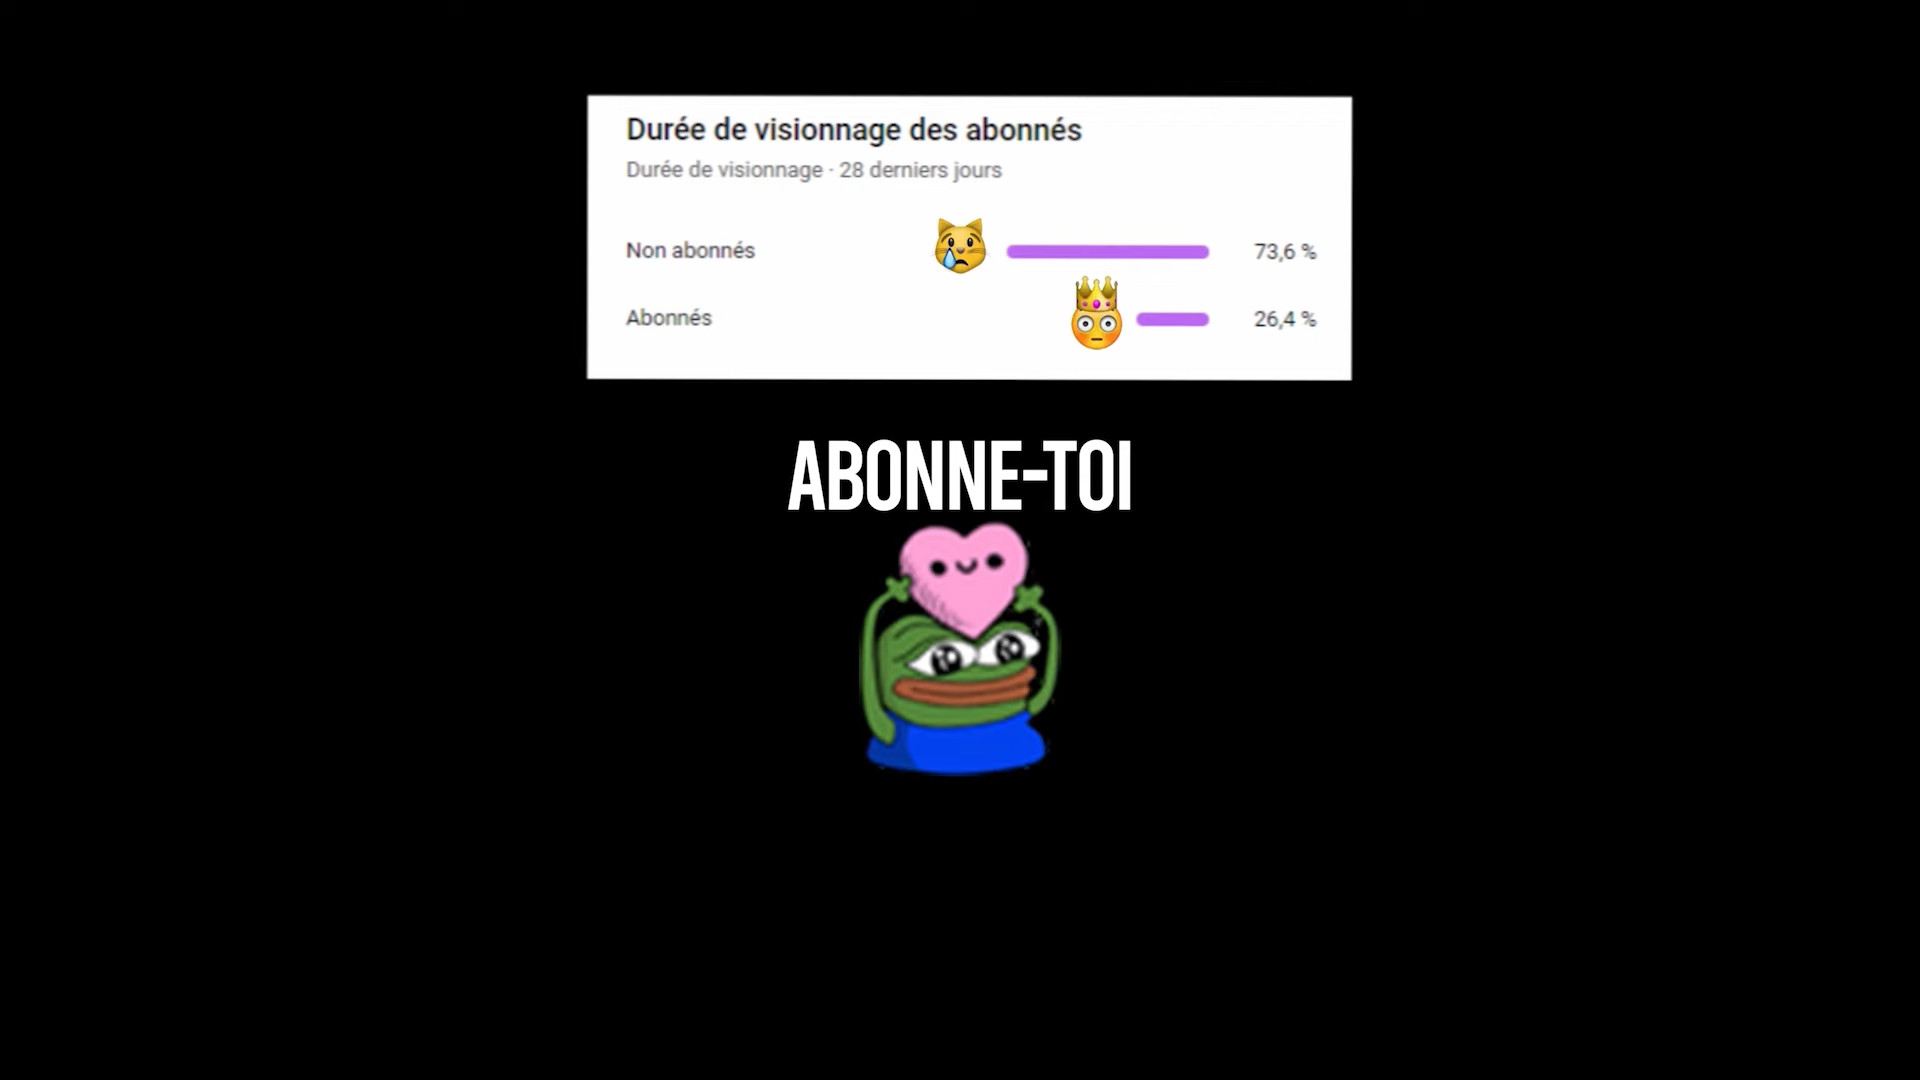 Durée de visionnage des abonnés
Durée de visionnage · 28 derniers jours
Non abonnés 73,6 %
Abonnés 26,4 %
ABONNE-TOI